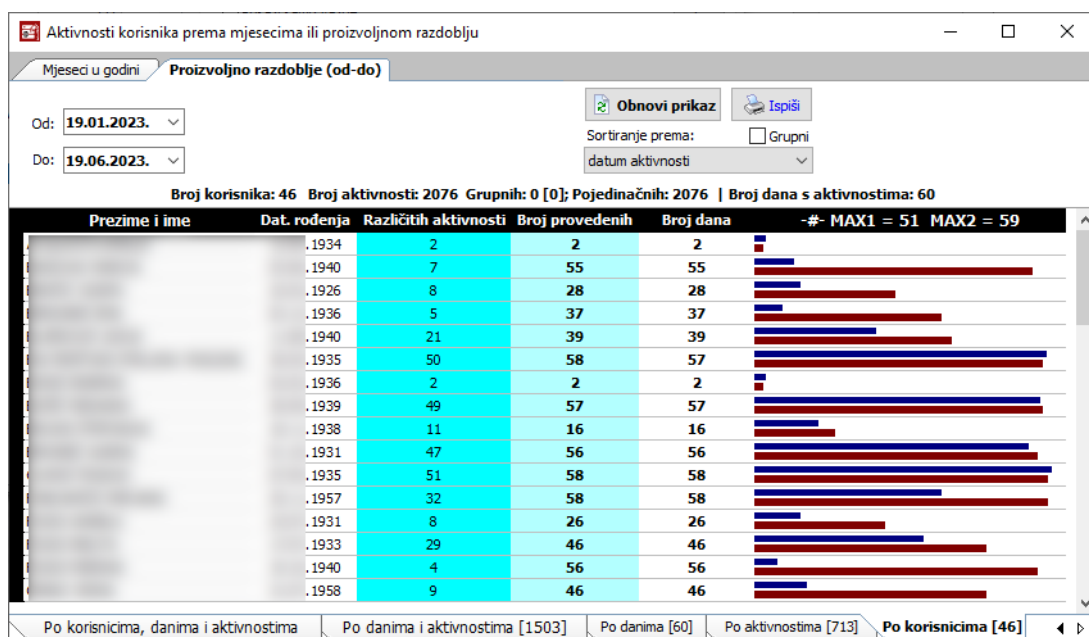 Aktivnosti korisnika prema mjesecima ili proizvoljnom razdoblju
Mjeseci u godini Proizvoljno razdoblje (od-do)
Obnovi prikaz Ispiši
Od: 19.01.2023.
Sortiranje prema: Grupni
Do: 19.06.2023. datum aktivnosti
Broj korisnika: 46 Broj aktivnosti: 2076 Grupnih: 0 [0]; Pojedinačnih: 2076 | Broj dana s aktivnostima: 60
Prezime i ime Dat. rođenja Različitih aktivnosti Broj provedenih Broj dana -#- MAX1 = 51 MAX2 = 59
.1934 2 2 2
.1940 7 55 55
.1926 8 28 28
.1936 5 37 37
.1940 21 39 39
.1935 50 58 57
.1936 2 2 2
.1939 49 57 57
.1938 11 16 16
.1931 47 56 56
.1935 51 58 58
.1957 32 58 58
.1931 8 26 26
.1933 29 46 46
.1940 4 56 56
.1958 9 46 46
Po korisnicima, danima i aktivnostima Po danima i aktivnostima [1503] Po danima [60] Po aktivnostima [713] Po korisnicima [46]